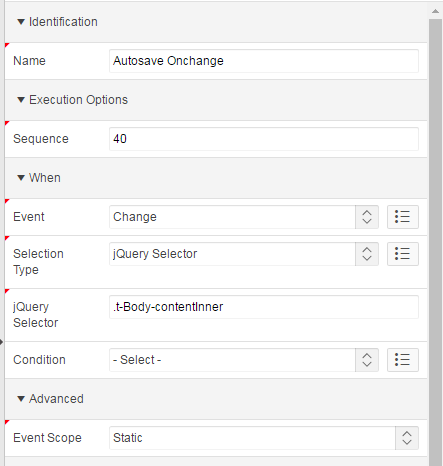 Identification
Name Autosave Onchange
Execution Options
Sequence 40
When
Event Change
Selection jQuery Selector
Type
jQuery .t-Body-contentInner
Selector
Condition - Select -
Advanced
Event Scope Static